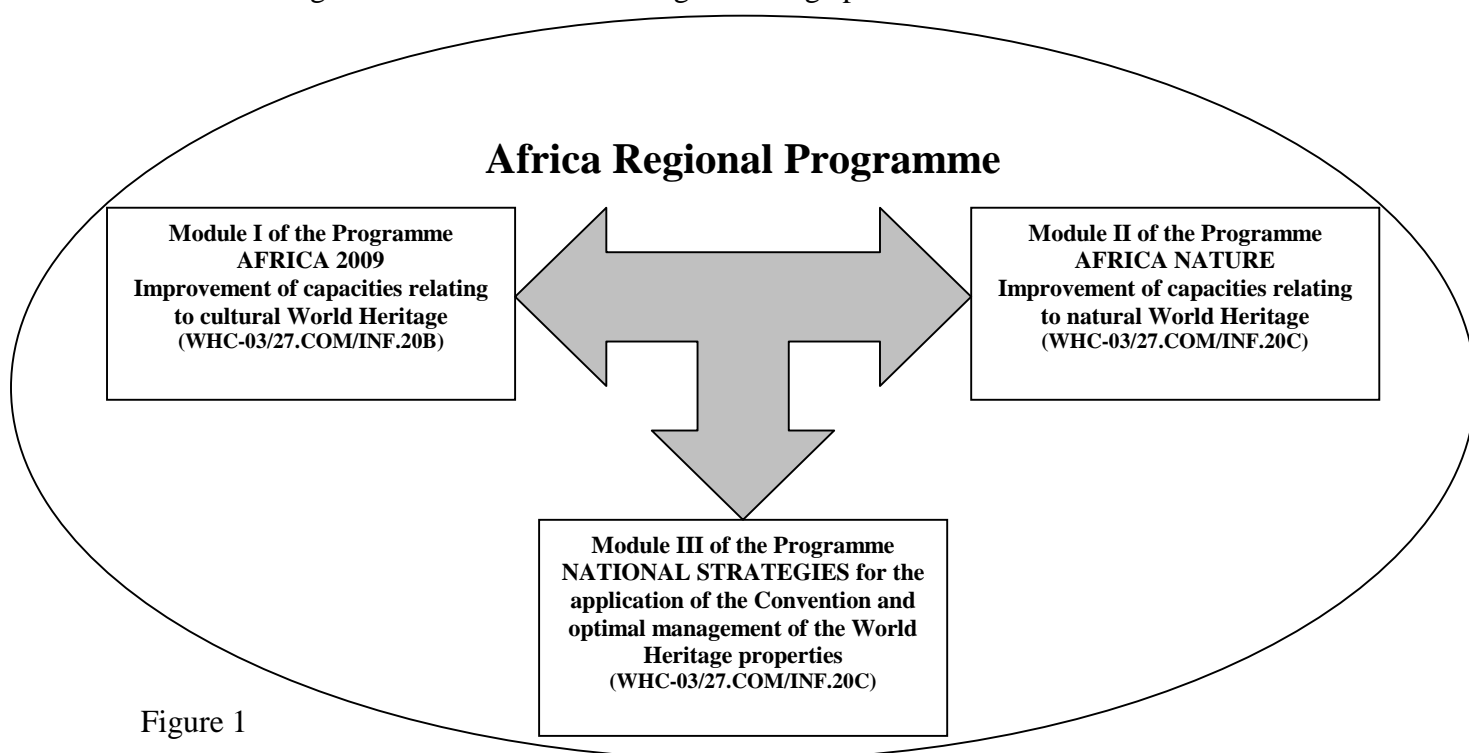 Africa Regional Programme
Module I of the Programme
AFRICA 2009
Improvement of capacities relating
to cultural World Heritage
(WHC-03/27.COM/INF.20B)
Module II of the Programme
AFRICA NATURE
Improvement of capacities relating
to natural World Heritage
(WHC-03/27.COM/INF.20C)
Module III of the Programme
NATIONAL STRATEGIES for the
application of the Convention and
optimal management of the World
Heritage properties
(WHC-03/27.COM/INF.20C)
Figure 1